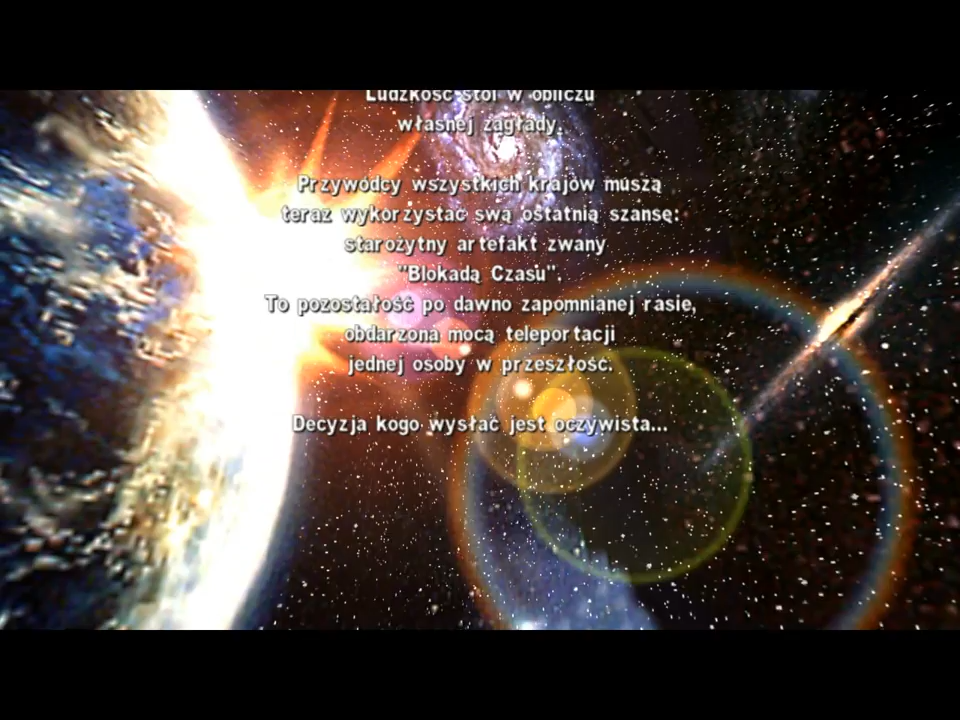 Ludzkość stoi w obliczu
własnej zagłady.
Przywódcy wszystkich krajów muszą
teraz wykorzystać swą ostatnią szansę:
starożytny artefakt zwany
"Blokadą Czasu".
To pozostałość po dawno zapomnianej rasie,
obdarzona mocą teleportacji
jednej osoby w przeszłość.
Decyzja kogo wysłać jest oczywista...